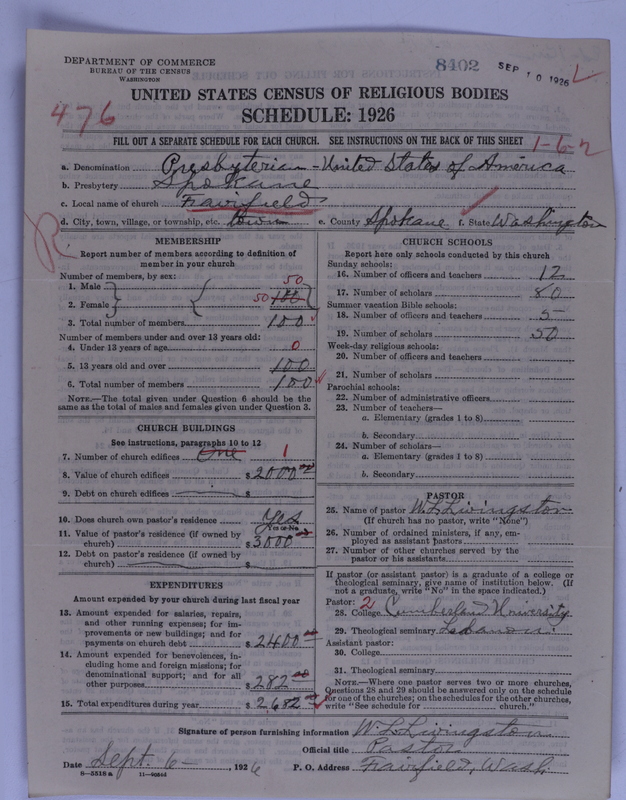 DEPARTMENT OF COMMERCE
BUREAU OF THE CENSUS
WASHINGTON
8402
SEP 10 1926
UNITED STATES CENSUS OF RELIGIOUS BODIES
SCHEDULE: 1926
476
FILL OUT A SEPARATE SCHEDULE FOR EACH CHURCH. SEE INSTRUCTIONS ON THE BACK OF THIS SHEET
1-6-2
a. Denomination Presbyterian - United States of America
b. Presbytery Spokane
c. Local name of church Fairfield
d. City, town, village, or township, etc. town e. County Spokane f. State Washington
R
MEMBERSHIP
Report number of members according to definition of
member in your church
Number of members, by sex:
1. Male 50
2. Female 50 100
3. Total number of members 100
Number of members under and over 13 years old:
4. Under 13 years of age 0
5. 13 years old and over 100
6. Total number of members 100
NOTE.—The total given under Question 6 should be the
same as the total of males and females given under Question 3.
CHURCH BUILDINGS
See instructions, paragraphs 10 to 12
7. Number of church edifices One 1
8. Value of church edifices $ 2000 00
9. Debt on church edifices $
10. Does church own pastor's residence Yes
Yes or No
11. Value of pastor's residence (if owned by
church) $ 3000
12. Debt on pastor's residence (if owned by
church) $
EXPENDITURES
Amount expended by your church during last fiscal year
13. Amount expended for salaries, repairs,
and other running expenses; for im-
provements or new buildings; and for
payments on church debt $ 2400 00
14. Amount expended for benevolences, in-
cluding home and foreign missions; for
denominational support; and for all
other purposes $ 282 00
15. Total expenditures during year $ 2682 00
CHURCH SCHOOLS
Report here only schools conducted by this church
Sunday schools:
16. Number of officers and teachers 12
17. Number of scholars 80
Summer vacation Bible schools:
18. Number of officers and teachers 5
19. Number of scholars 50
Week-day religious schools:
20. Number of officers and teachers
21. Number of scholars
Parochial schools:
22. Number of administrative officers
23. Number of teachers—
a. Elementary (grades 1 to 8)
b. Secondary
24. Number of scholars—
a. Elementary (grades 1 to 8)
b. Secondary
PASTOR
25. Name of pastor W. L. Livingston
(If church has no pastor, write "None")
26. Number of ordained ministers, if any, em-
ployed as assistant pastors
27. Number of other churches served by the
pastor or his assistants
If pastor (or assistant pastor) is a graduate of a college or
theological seminary, give name of institution below. (If
not a graduate, write "No" in the space indicated.)
Pastor: 2
28. College Cumberland University
29. Theological seminary Lebanon
Assistant pastor:
30. College
31. Theological seminary
NOTE.—Where one pastor serves two or more churches,
Questions 28 and 29 should be answered only on the schedule
for one of the churches; on the schedules for the other churches,
write "See schedule for church."
Signature of person furnishing information W. L. Livingston
Official title Pastor
Date Sept. 6 —, 1926 P. O. Address Fairfield, Wash.